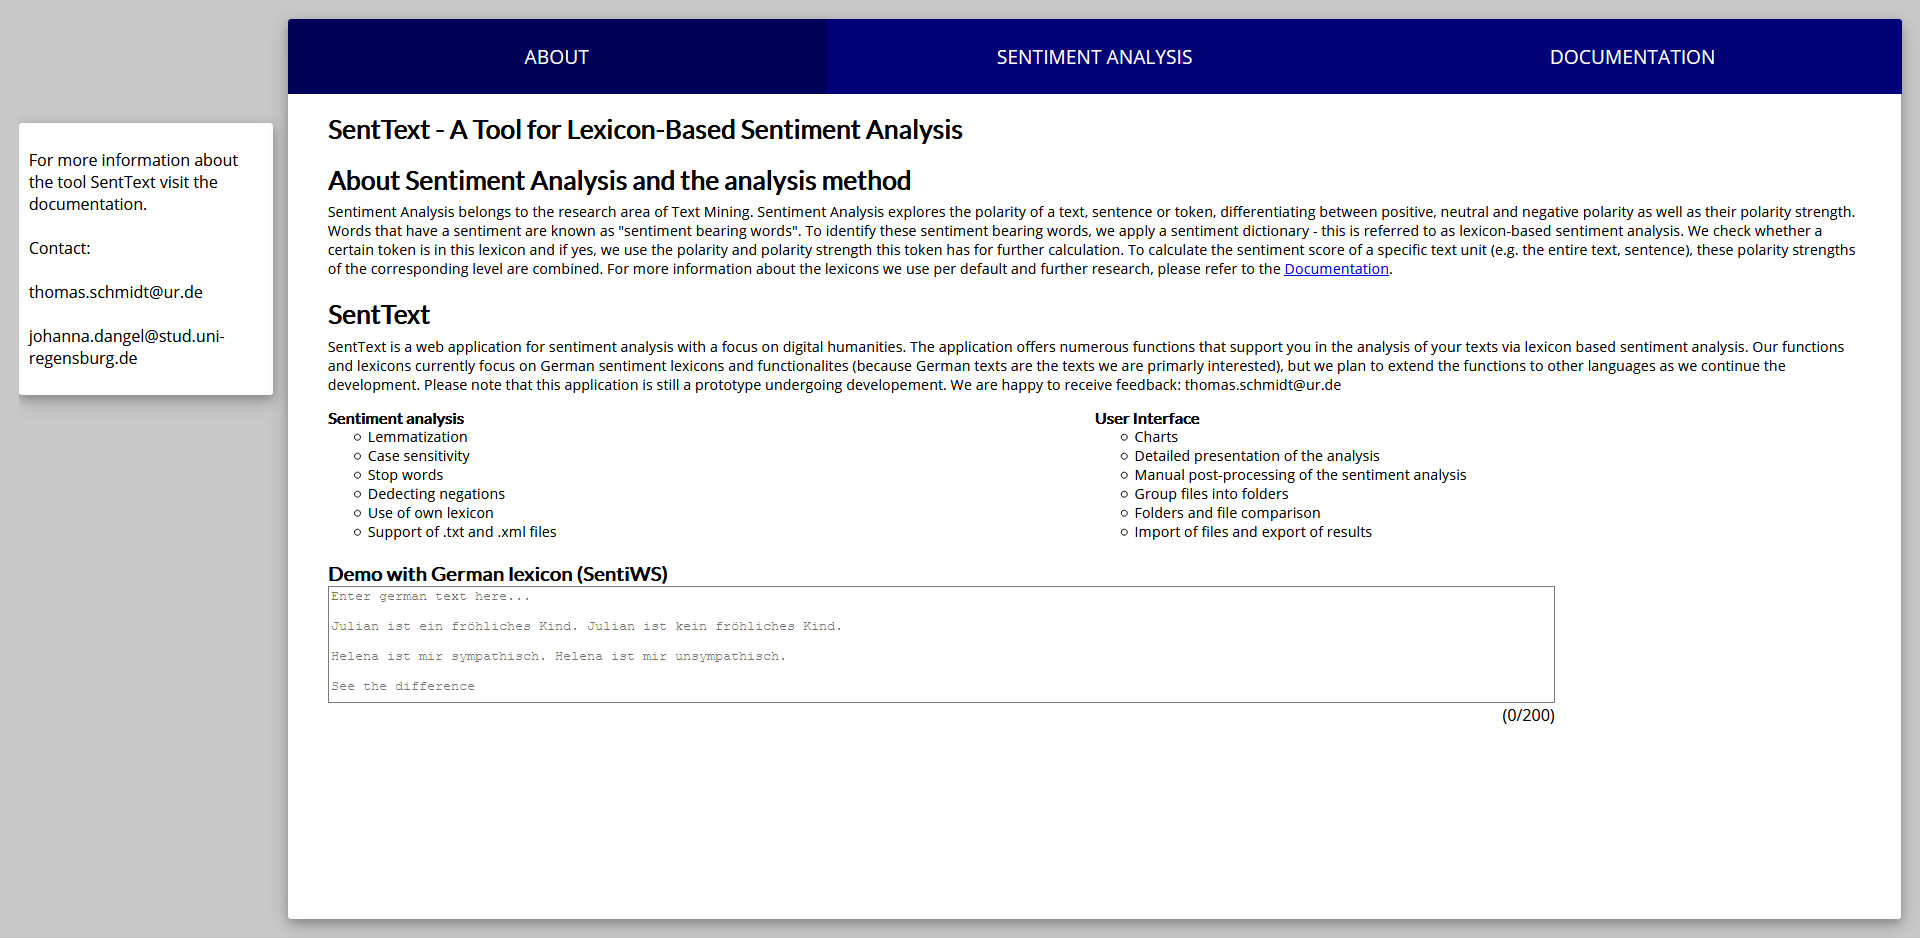 ABOUT
SENTIMENT ANALYSIS
DOCUMENTATION
For more information about
the tool SentText visit the
documentation.
Contact:
thomas.schmidt@ur.de
johanna.dangel@stud.uni-
regensburg.de
SentText - A Tool for Lexicon-Based Sentiment Analysis
About Sentiment Analysis and the analysis method
Sentiment Analysis belongs to the research area of Text Mining. Sentiment Analysis explores the polarity of a text, sentence or token, differentiating between positive, neutral and negative polarity as well as their polarity strength.
Words that have a sentiment are known as "sentiment bearing words". To identify these sentiment bearing words, we apply a sentiment dictionary - this is referred to as lexicon-based sentiment analysis. We check whether a
certain token is in this lexicon and if yes, we use the polarity and polarity strength this token has for further calculation. To calculate the sentiment score of a specific text unit (e.g. the entire text, sentence), these polarity strengths
of the corresponding level are combined. For more information about the lexicons we use per default and further research, please refer to the Documentation.
SentText
SentText is a web application for sentiment analysis with a focus on digital humanities. The application offers numerous functions that support you in the analysis of your texts via lexicon based sentiment analysis. Our functions
and lexicons currently focus on German sentiment lexicons and functionalites (because German texts are the texts we are primarly interested), but we plan to extend the functions to other languages as we continue the
development. Please note that this application is still a prototype undergoing developement. We are happy to receive feedback: thomas.schmidt@ur.de
Sentiment analysis
Lemmatization
Case sensitivity
Stop words
Dedecting negations
Use of own lexicon
Support of .txt and .xml files
User Interface
Charts
Detailed presentation of the analysis
Manual post-processing of the sentiment analysis
Group files into folders
Folders and file comparison
Import of files and export of results
Demo with German lexicon (SentiWS)
Enter german text here...
Julian ist ein fröhliches Kind. Julian ist kein fröhliches Kind.
Helena ist mir sympathisch. Helena ist mir unsympathisch.
See the difference
(0/200)